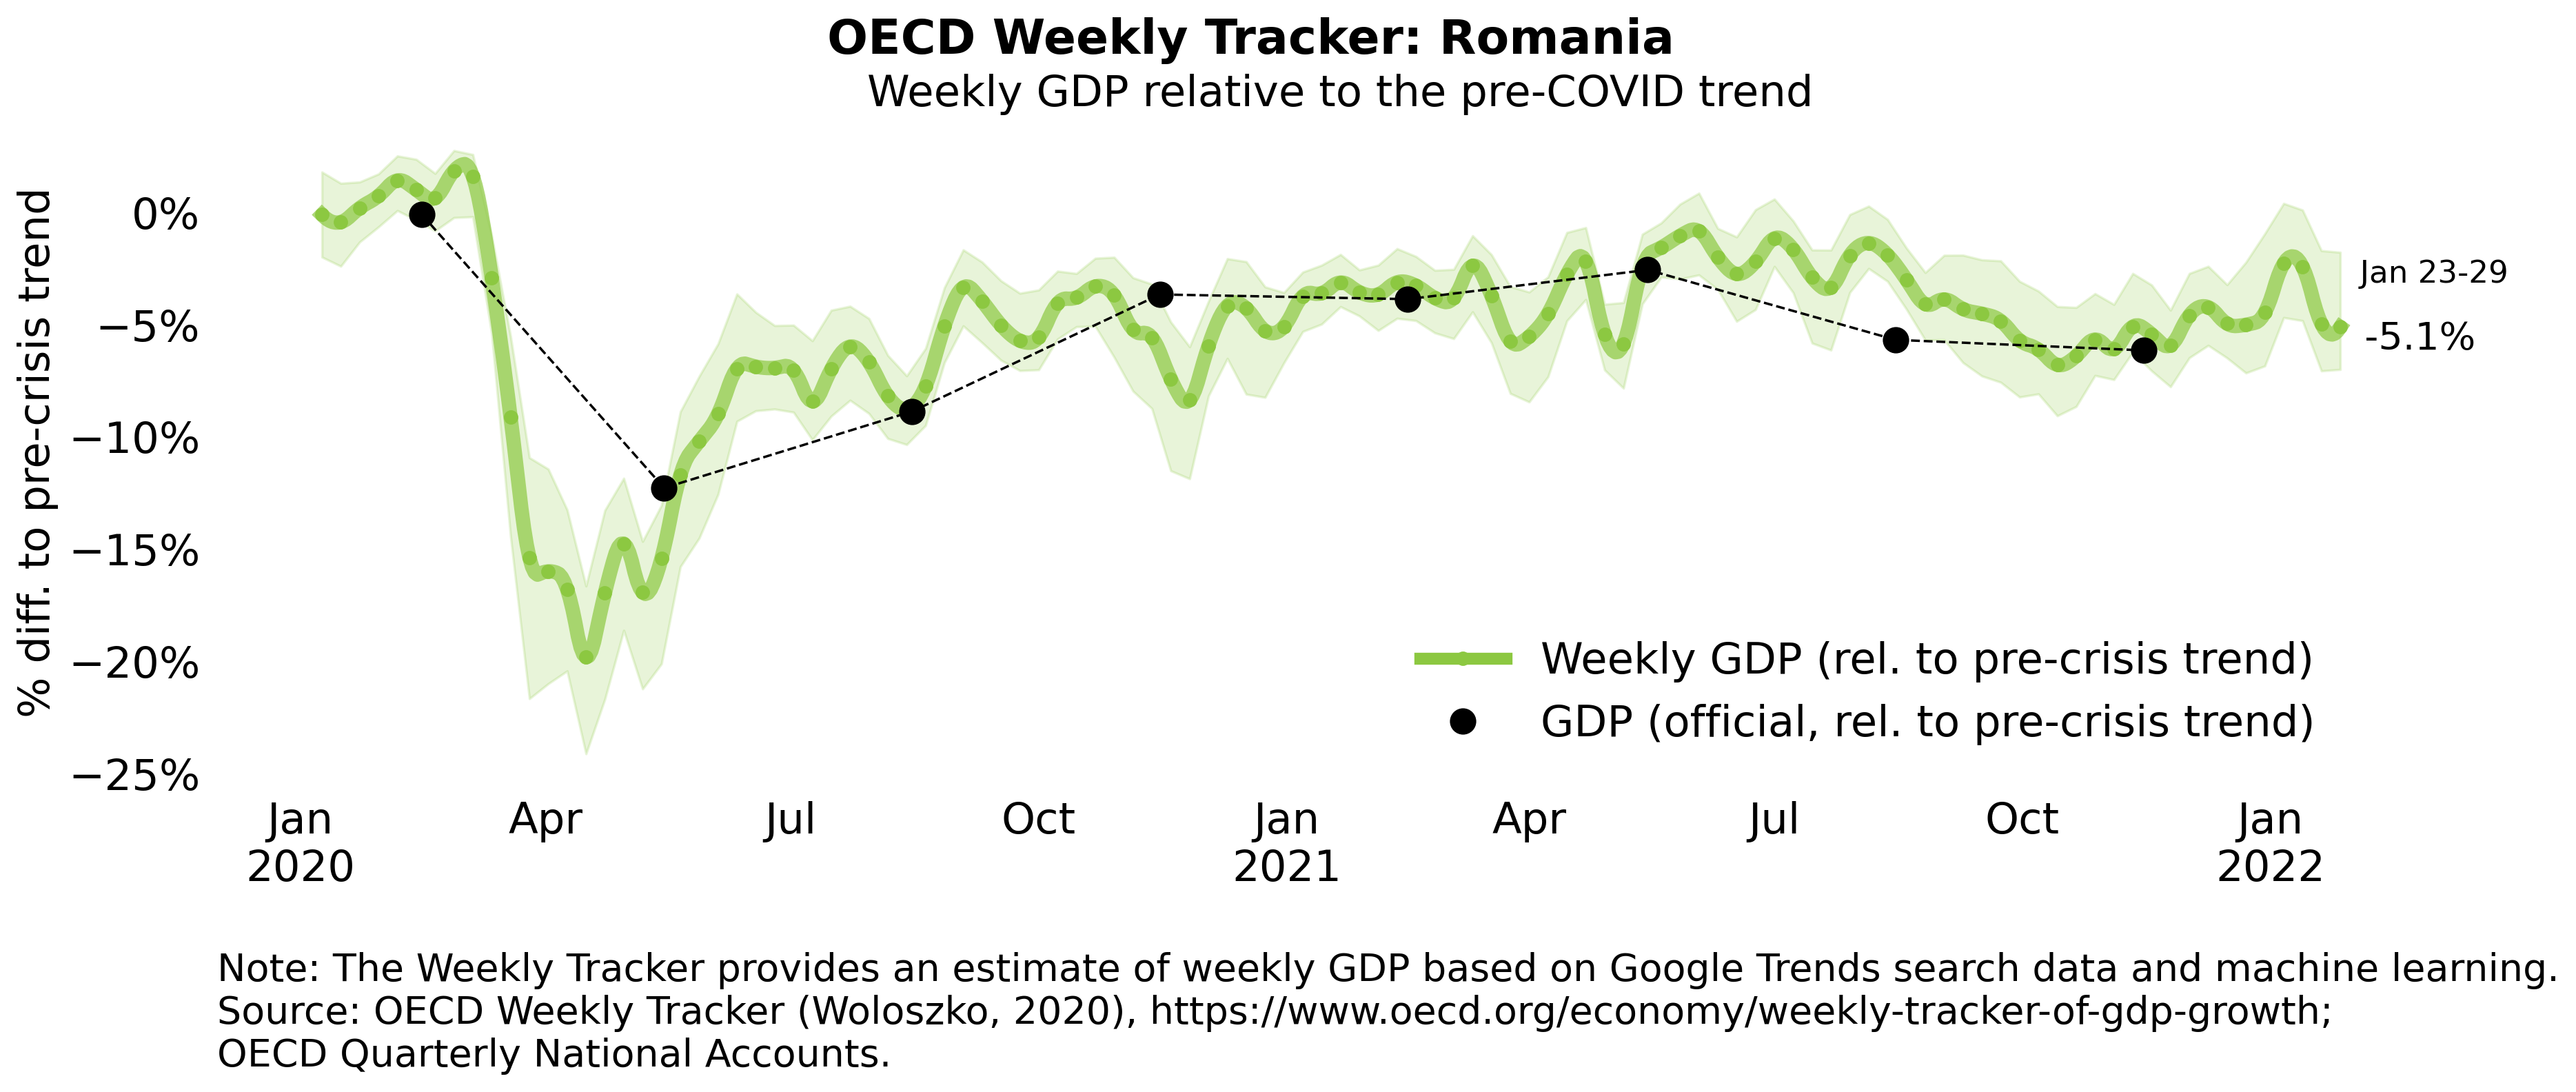 OECD Weekly Tracker: Romania
Weekly GDP relative to the pre-COVID trend
% diff. to pre-crisis trend
0%
−5%
−10%
−15%
−20%
−25%
Jan 23-29
-5.1%
Weekly GDP (rel. to pre-crisis trend)
GDP (official, rel. to pre-crisis trend)
Jan Apr Jul Oct Jan Apr Jul Oct Jan
2020 2021 2022
Note: The Weekly Tracker provides an estimate of weekly GDP based on Google Trends search data and machine learning.
Source: OECD Weekly Tracker (Woloszko, 2020), https://www.oecd.org/economy/weekly-tracker-of-gdp-growth;
OECD Quarterly National Accounts.